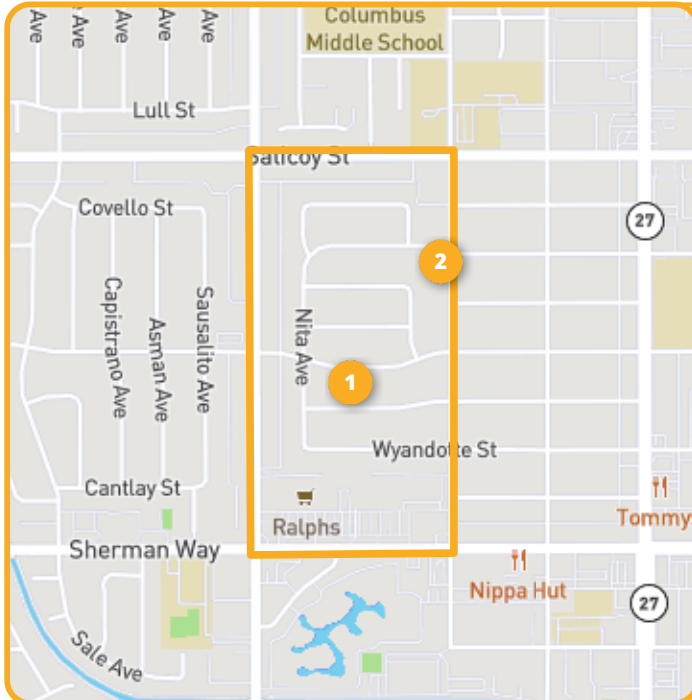 Ave
Ave
Ave
Ave
Ave
Columbus
Middle School
Lull St
Saticoy St
Covello St
27
2
Capistrano Ave
Asman Ave
Sausalito Ave
Nita Ave
1
Wyandotte St
Cantlay St
Ralphs
Tommy
Sherman Way
Nippa Hut
27
Sale Ave